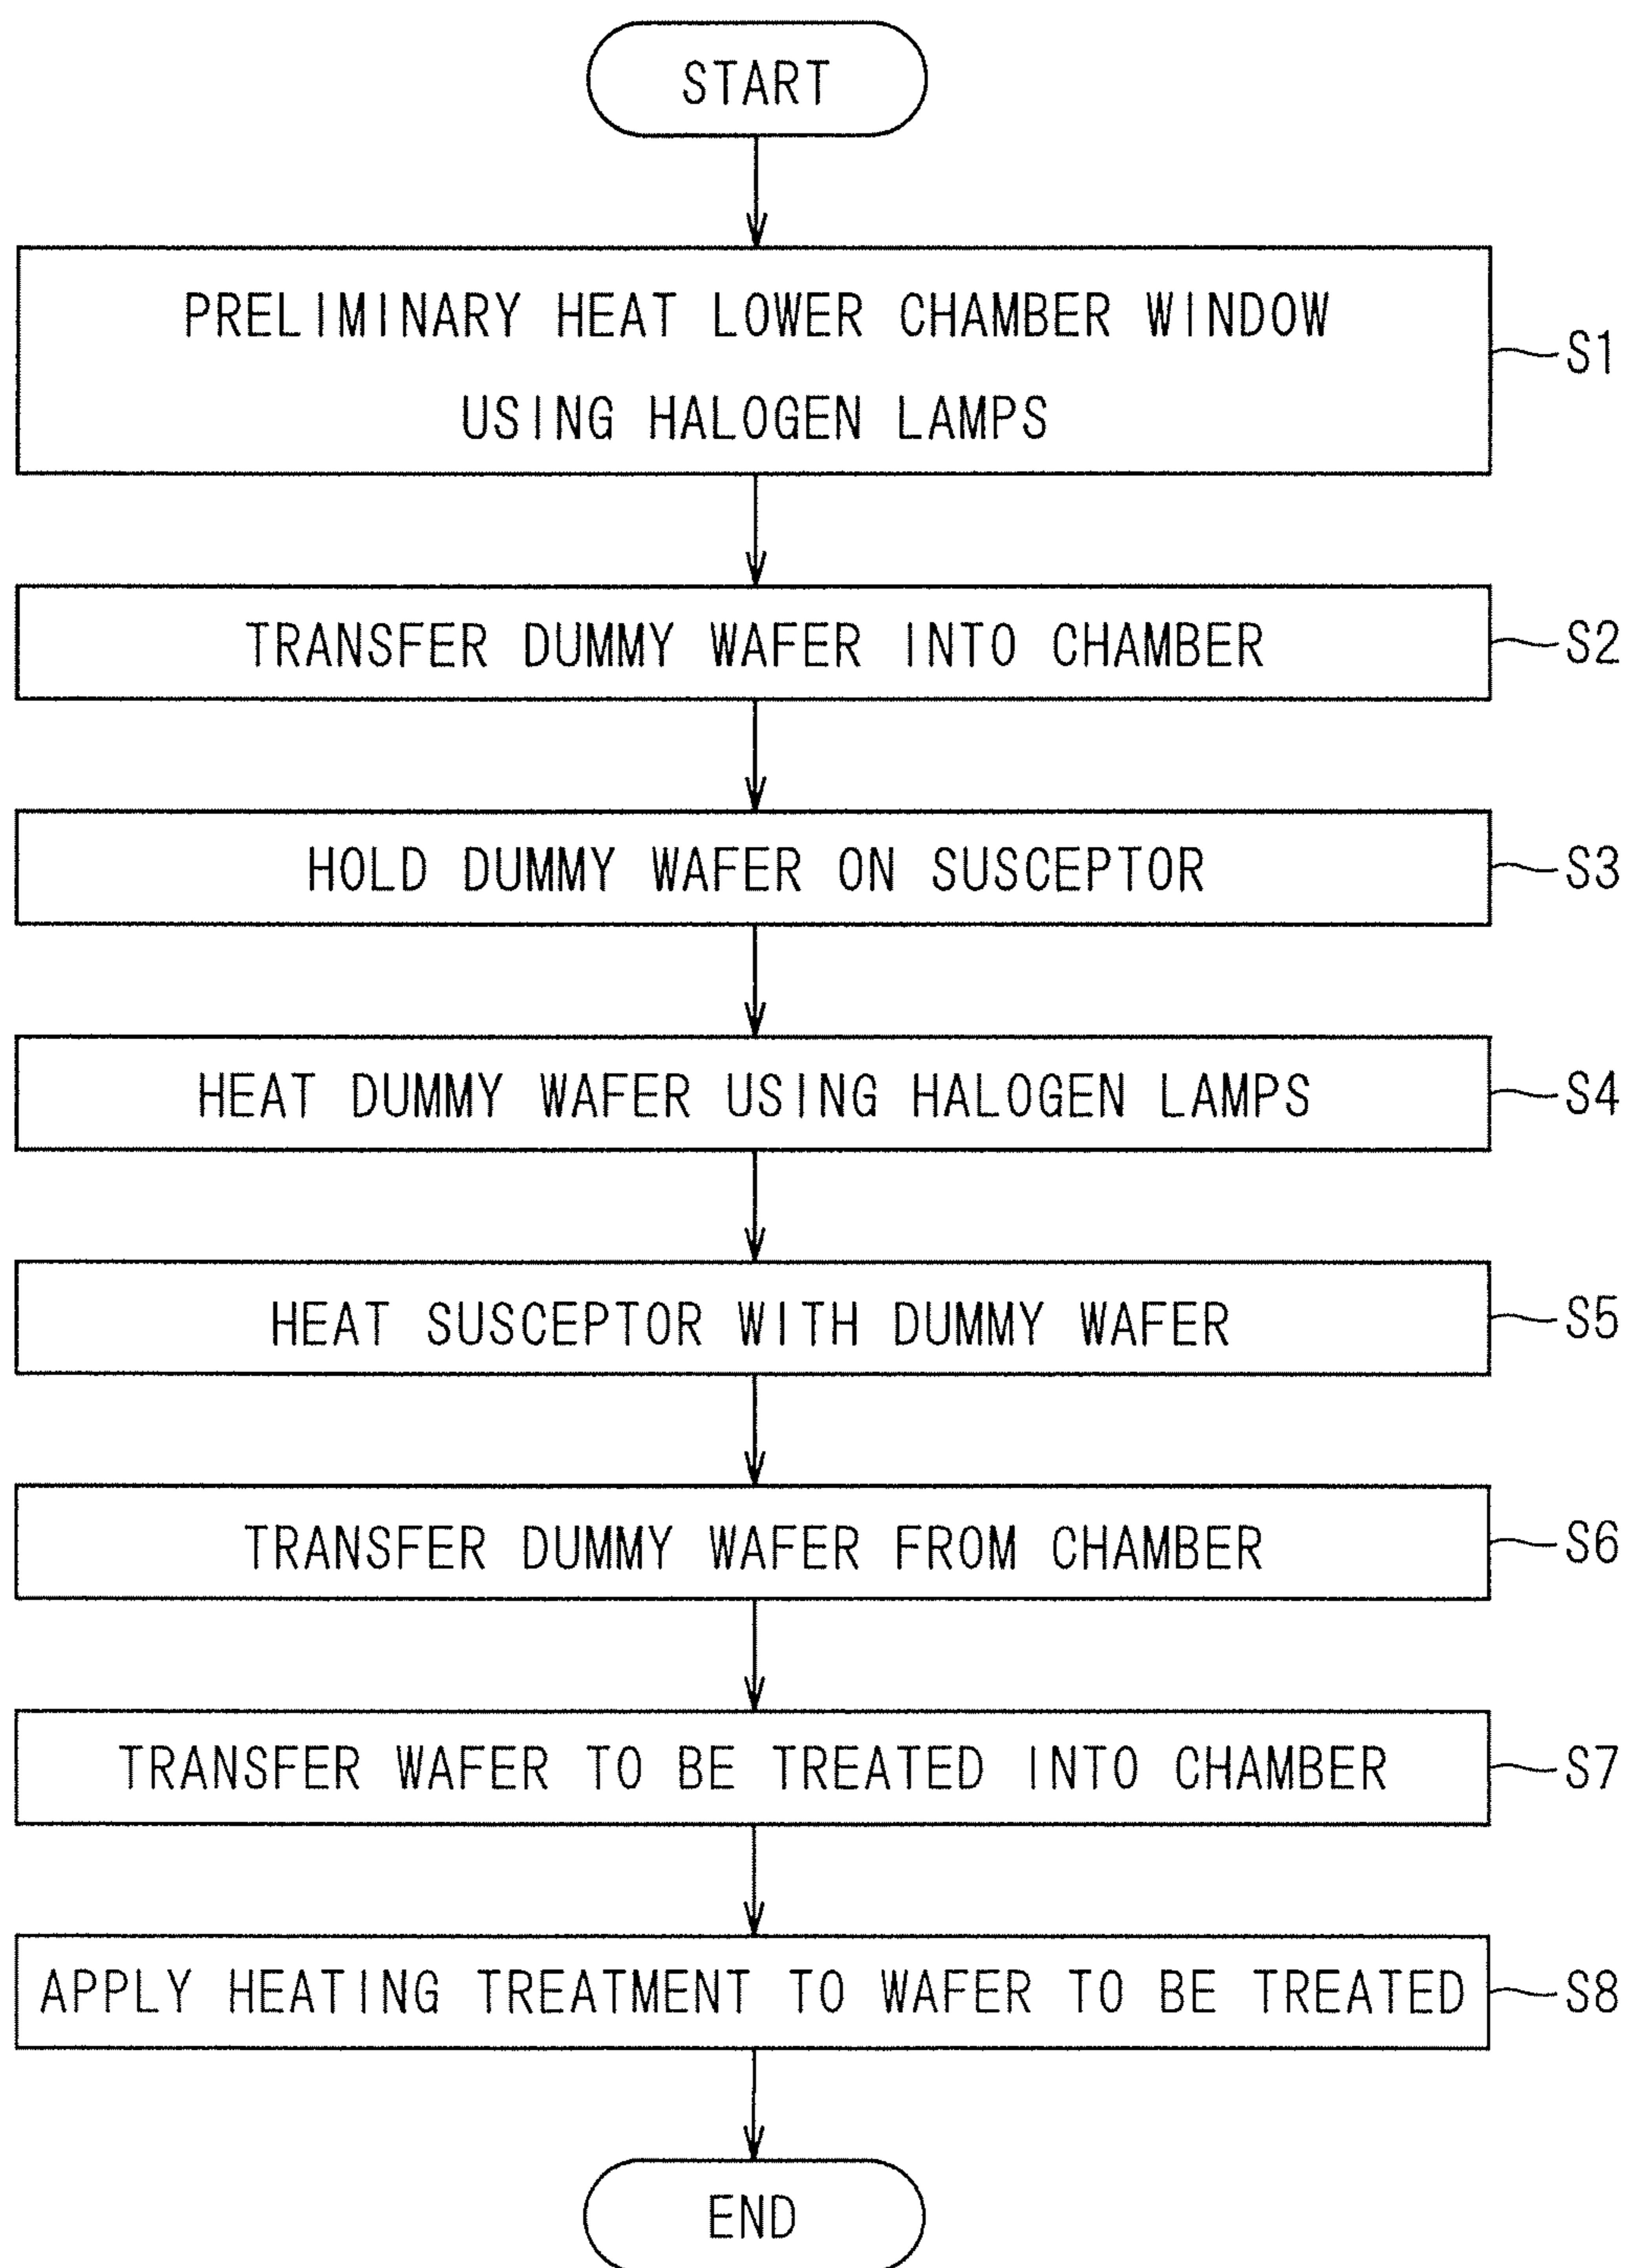 START
PRELIMINARY HEAT LOWER CHAMBER WINDOW
USING HALOGEN LAMPS
S1
TRANSFER DUMMY WAFER INTO CHAMBER
S2
HOLD DUMMY WAFER ON SUSCEPTOR
S3
HEAT DUMMY WAFER USING HALOGEN LAMPS
S4
HEAT SUSCEPTOR WITH DUMMY WAFER
S5
TRANSFER DUMMY WAFER FROM CHAMBER
S6
TRANSFER WAFER TO BE TREATED INTO CHAMBER
S7
APPLY HEATING TREATMENT TO WAFER TO BE TREATED
S8
END